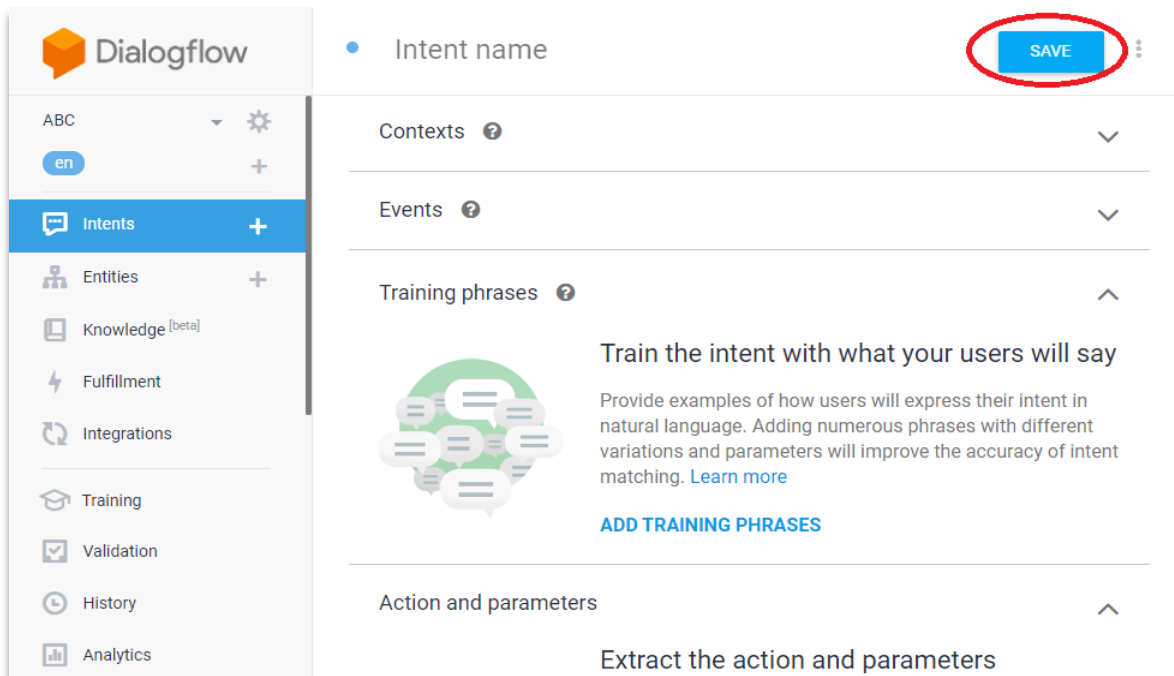 Dialogflow
Intent name
SAVE
ABC
en
Intents
Entities
Knowledge [beta]
Fulfillment
Integrations
Training
Validation
History
Analytics
Contexts
Events
Training phrases
Train the intent with what your users will say
Provide examples of how users will express their intent in
natural language. Adding numerous phrases with different
variations and parameters will improve the accuracy of intent
matching. Learn more
ADD TRAINING PHRASES
Action and parameters
Extract the action and parameters